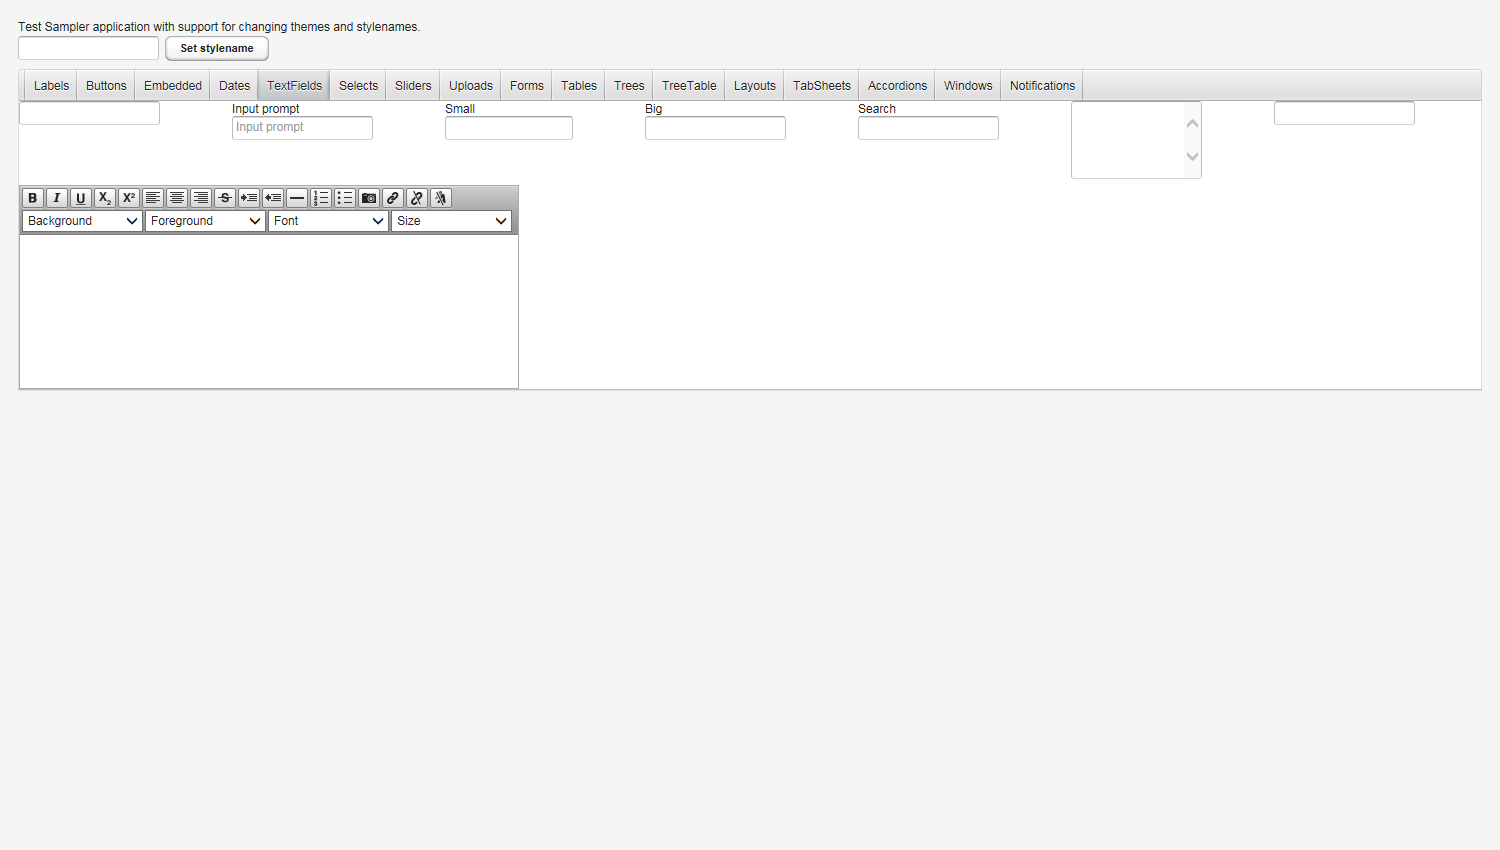 Test Sampler application with support for changing themes and stylenames.
Set stylename
Labels Buttons Embedded Dates TextFields Selects Sliders Uploads Forms Tables Trees TreeTable Layouts TabSheets Accordions Windows Notifications
Input prompt Small Big Search
Input prompt
B I U X₂ X² S
Background Foreground Font Size